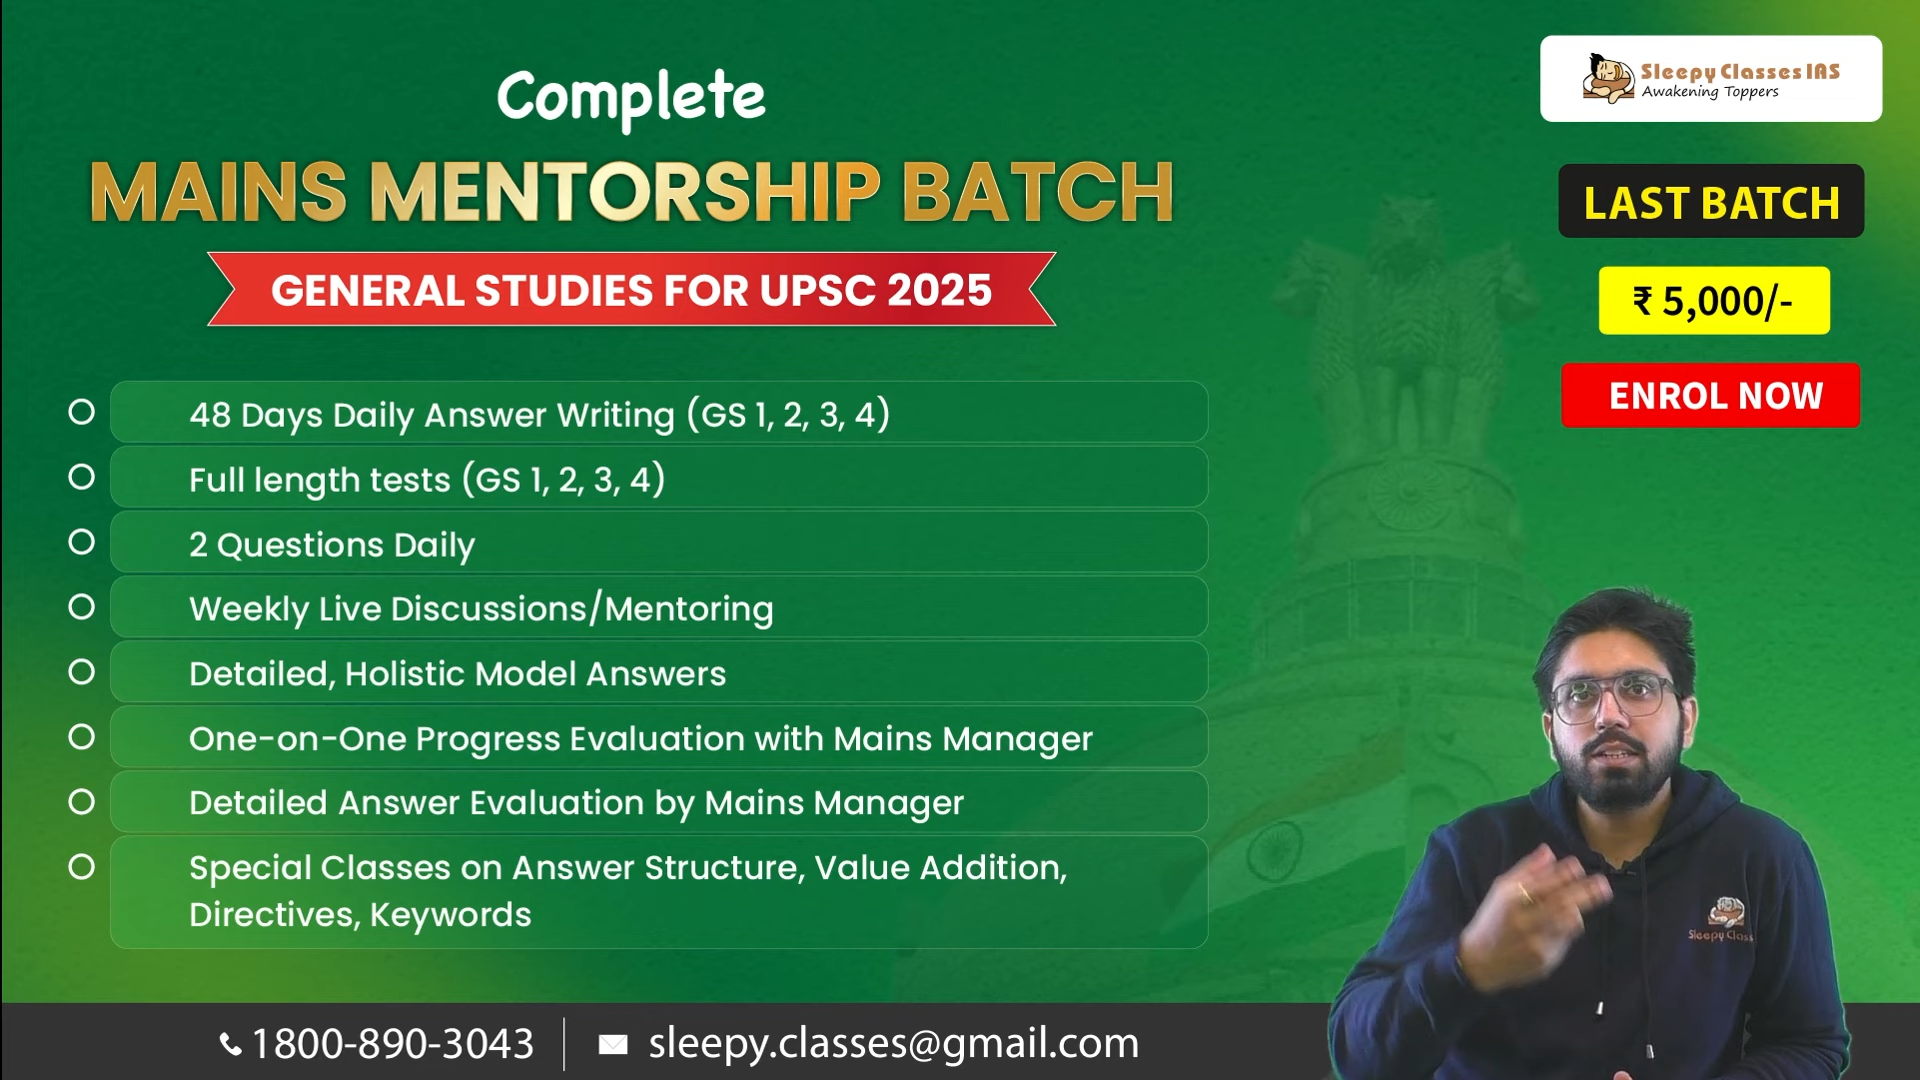 Complete
MAINS MENTORSHIP BATCH
GENERAL STUDIES FOR UPSC 2025
48 Days Daily Answer Writing (GS 1, 2, 3, 4)
Full length tests (GS 1, 2, 3, 4)
2 Questions Daily
Weekly Live Discussions/Mentoring
Detailed, Holistic Model Answers
One-on-One Progress Evaluation with Mains Manager
Detailed Answer Evaluation by Mains Manager
Special Classes on Answer Structure, Value Addition,
Directives, Keywords
Sleepy Classes IAS
Awakening Toppers
LAST BATCH
₹ 5,000/-
ENROL NOW
Sleepy Class
1800-890-3043
sleepy.classes@gmail.com